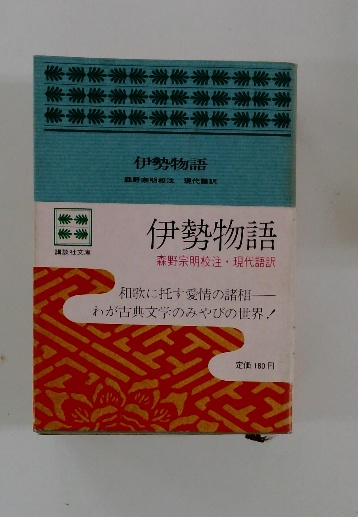 伊勢物語
森野宗明校注 現代語訳
伊勢物語
森野宗明校注・現代語訳
講談社文庫
和歌に托す愛情の諸相――
わが古典文学のみやびの世界!
定価 180円